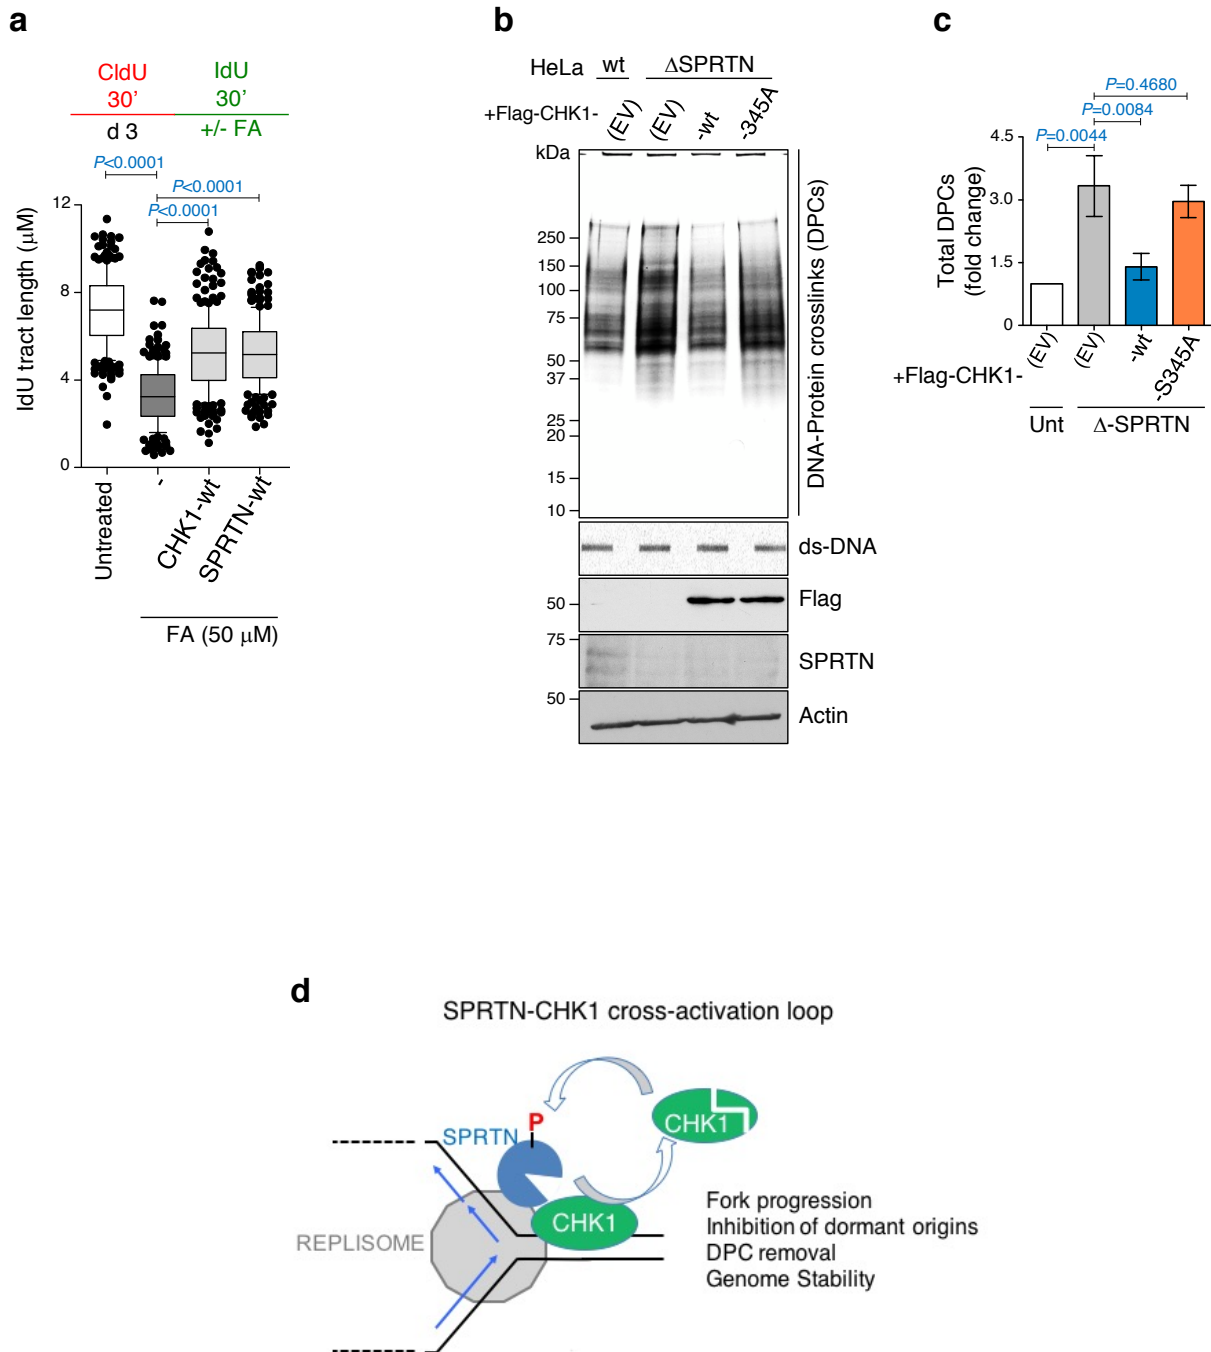 a
CldU
30’
IdU
30’
d 3
+/- FA
P<0.0001
P<0.0001
P<0.0001
IdU tract length (μM)
12
8
4
0
Untreated
-
CHK1-wt
SPRTN-wt
FA (50 μM)
b
HeLa wt ΔSPRTN
+Flag-CHK1-
(EV)
(EV)
-wt
-345A
kDa
250
150
100
75
50
37
25
20
15
10
DNA-Protein crosslinks (DPCs)
ds-DNA
50
Flag
75
SPRTN
50
Actin
c
P=0.4680
P=0.0084
P=0.0044
Total DPCs
(fold change)
4.5
3.0
1.5
0
+Flag-CHK1-
(EV)
(EV)
-wt
-S345A
Unt
Δ-SPRTN
d
SPRTN-CHK1 cross-activation loop
P
SPRTN
CHK1
CHK1
REPLISOME
Fork progression
Inhibition of dormant origins
DPC removal
Genome Stability